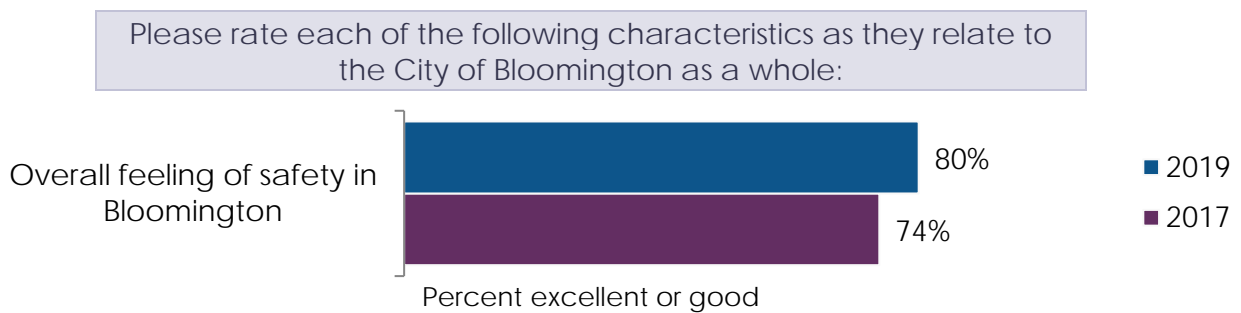 Please rate each of the following characteristics as they relate to
the City of Bloomington as a whole:
Overall feeling of safety in
Bloomington
80%
74%
2019
2017
Percent excellent or good